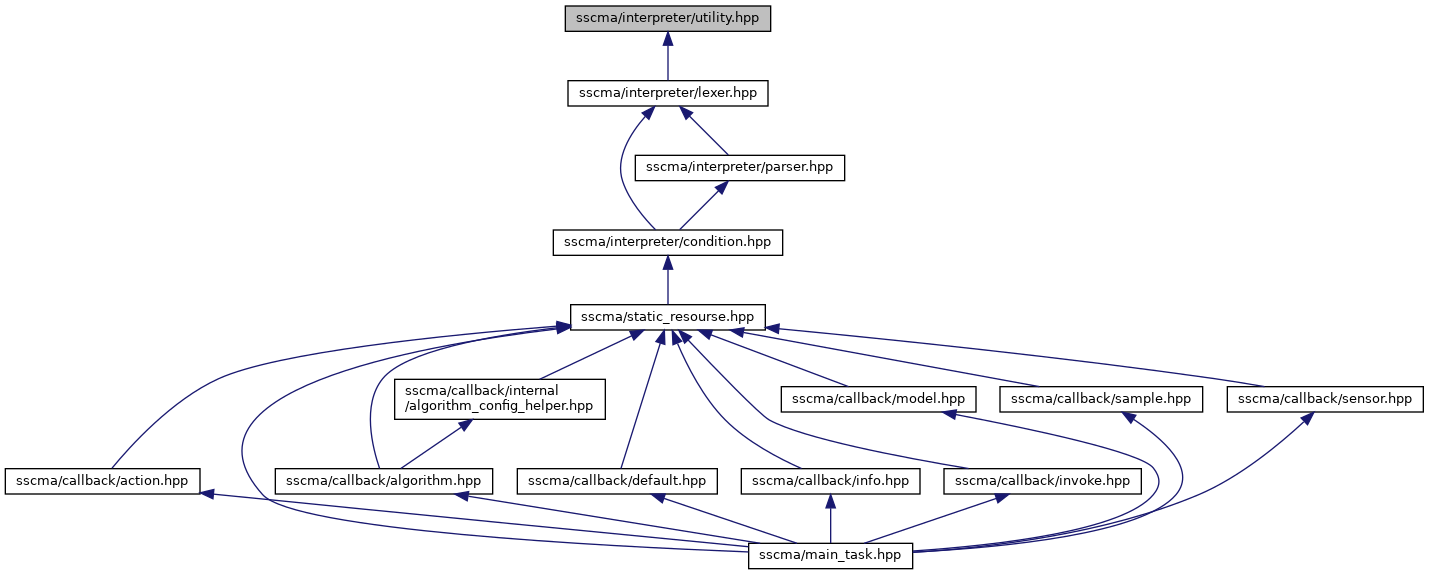 sscma/interpreter/utility.hpp
sscma/interpreter/lexer.hpp
sscma/interpreter/parser.hpp
sscma/interpreter/condition.hpp
sscma/static_resourse.hpp
sscma/callback/internal
/algorithm_config_helper.hpp
sscma/callback/model.hpp
sscma/callback/sample.hpp
sscma/callback/sensor.hpp
sscma/callback/action.hpp
sscma/callback/algorithm.hpp
sscma/callback/default.hpp
sscma/callback/info.hpp
sscma/callback/invoke.hpp
sscma/main_task.hpp